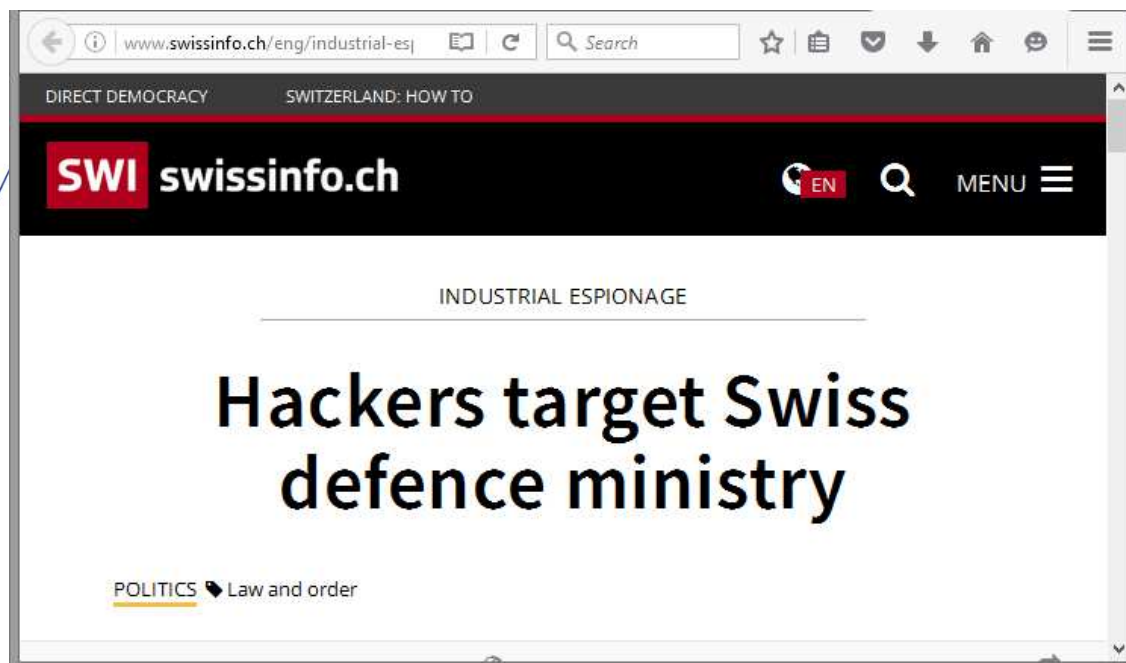 www.swissinfo.ch/eng/industrial-esp
Search
DIRECT DEMOCRACY SWITZERLAND: HOW TO
SWI swissinfo.ch EN MENU
INDUSTRIAL ESPIONAGE
Hackers target Swiss
defence ministry
POLITICS Law and order